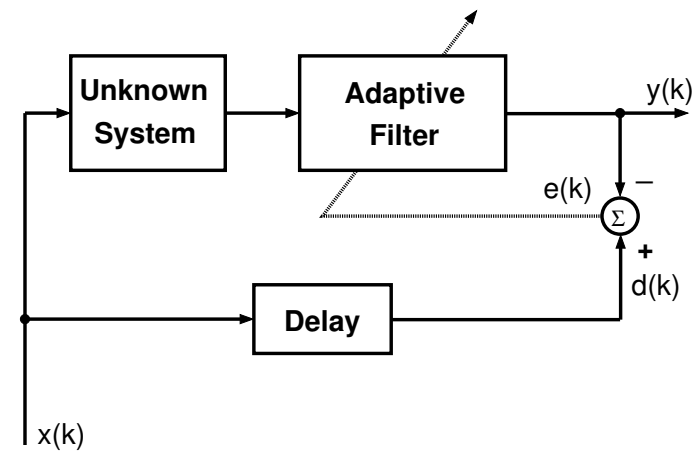 Unknown
System
Adaptive
Filter
y(k)
e(k)
−
Σ
+
d(k)
Delay
x(k)